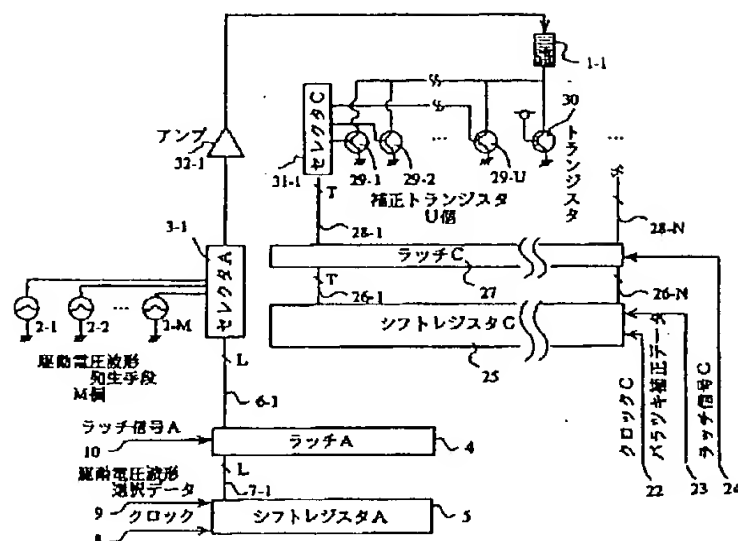 1-1
30
アンプ
32-1
セレクタC
31-1
29-1
29-2
...
29-U
トランジスタ
...
T
補正トランジスタ
U個
28-1
28-N
3-1
セレクタA
ラッチC
27
T
26-1
26-N
シフトレジスタC
25
2-1
2-2
...
2-M
駆動電圧波形
発生手段
M個
L
6-1
クロックC
バラツキ補正データ
ラッチ信号C
22
23
24
ラッチ信号A
10
ラッチA
4
駆動電圧波形
選択データ
L
7-1
9
クロック
シフトレジスタA
5
8